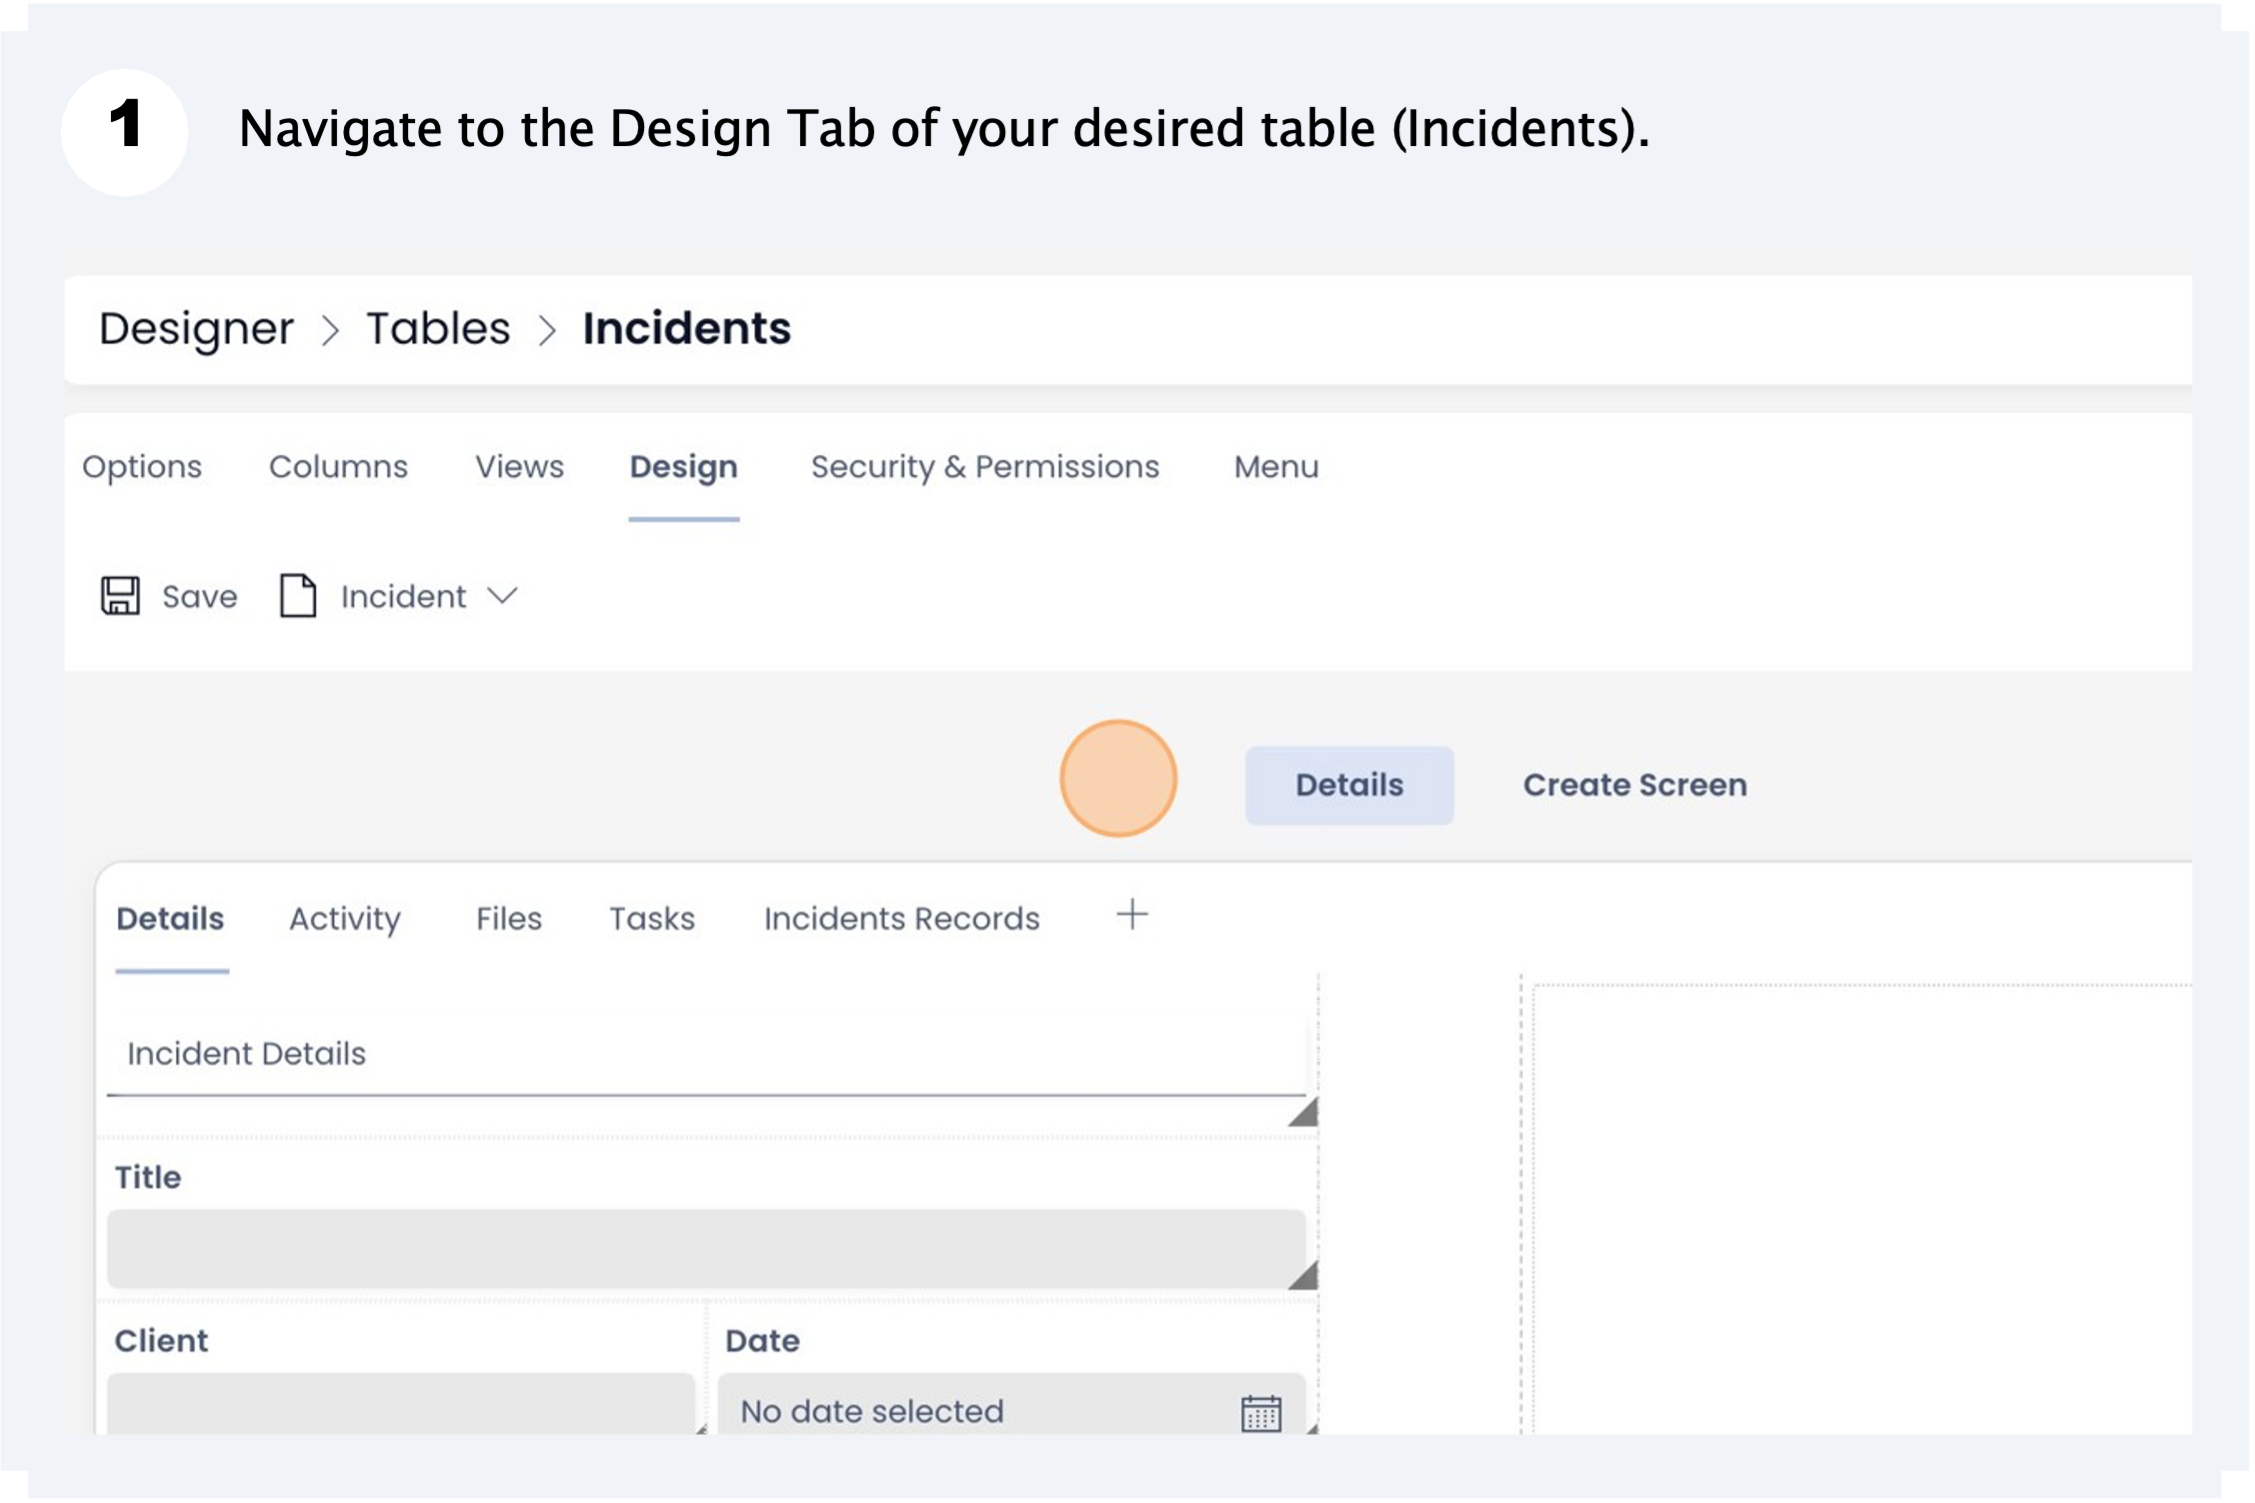 1
Navigate to the Design Tab of your desired table (Incidents).
Designer > Tables > Incidents
Options Columns Views Design Security & Permissions Menu
Save Incident
Details Create Screen
Details Activity Files Tasks Incidents Records +
Incident Details
Title
Client Date
No date selected